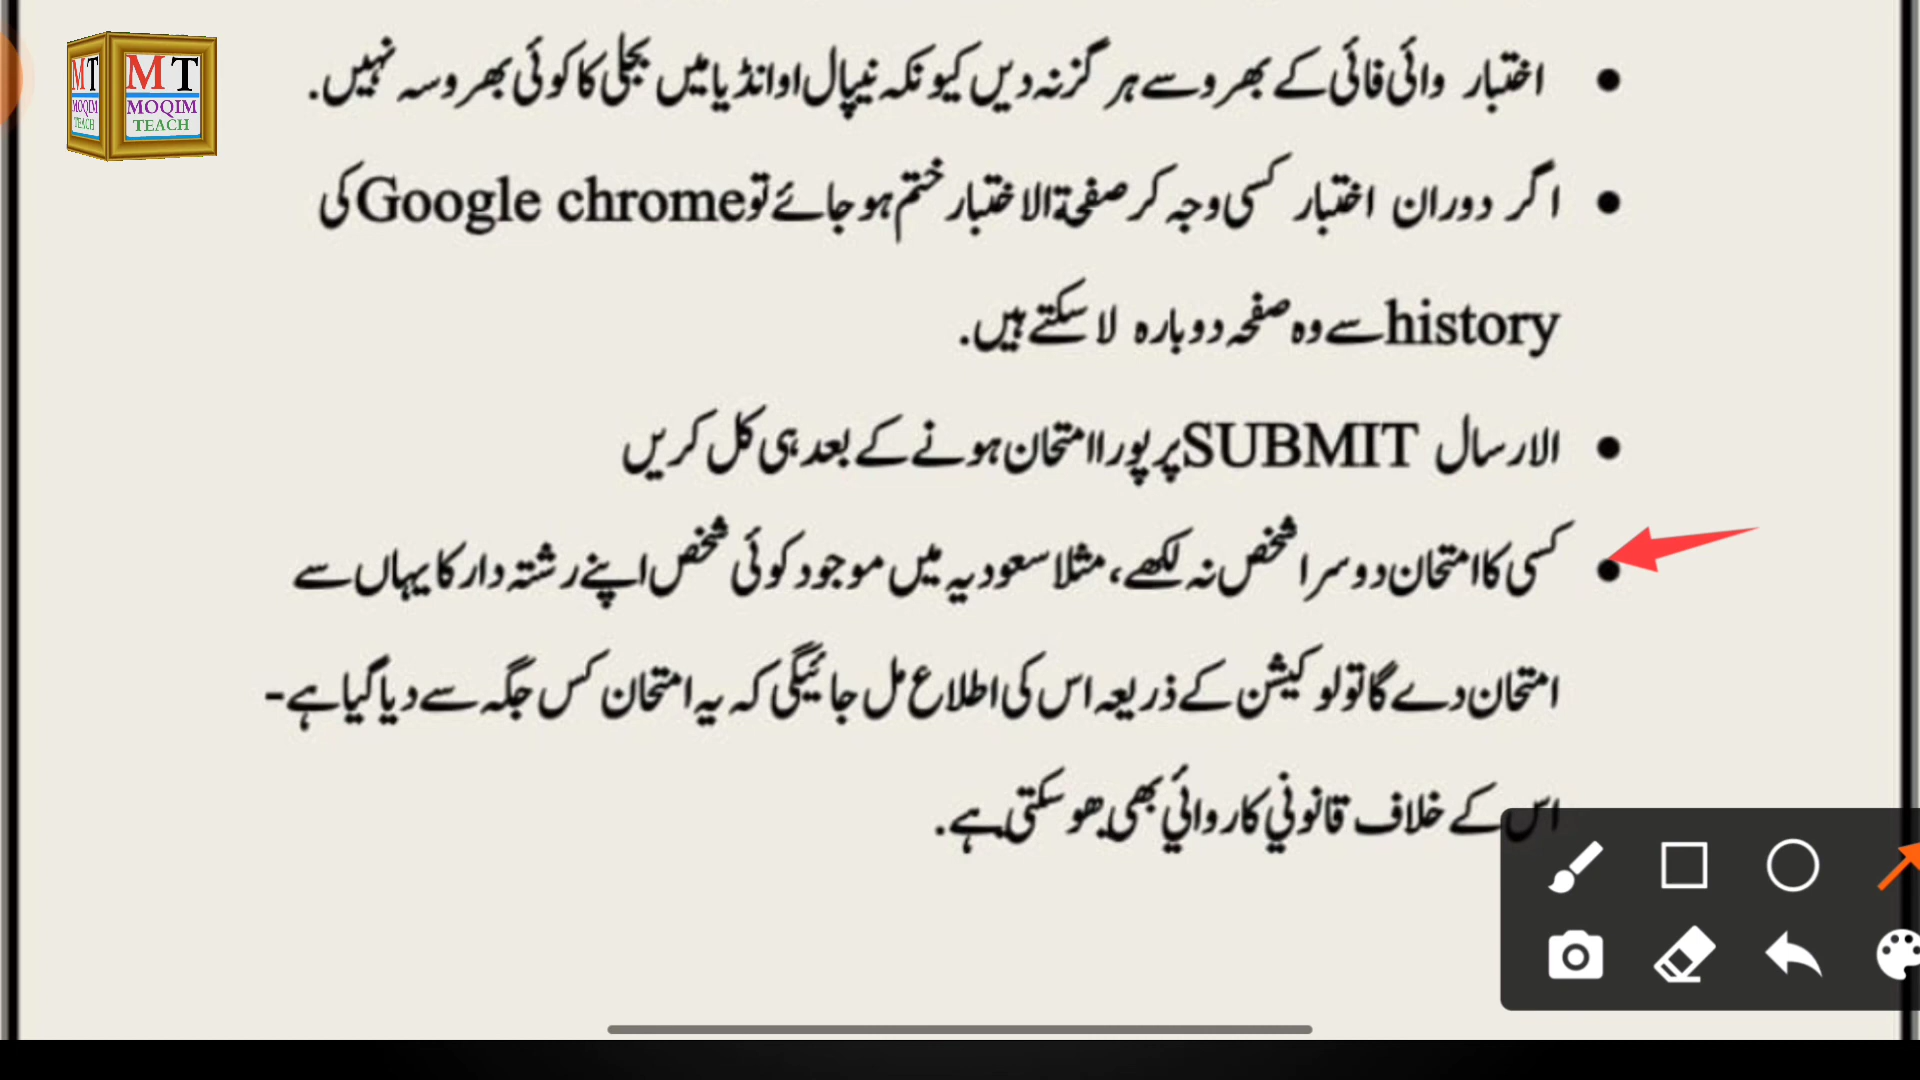 MT
MOQIM
TEACH
MT
MOQIM
TEACH
اختبار وائی فائی کے بھروسے ہر گز نہ دیں کیونکہ نیپال او انڈیا میں بجلی کا کوئی بھروسہ نہیں.
اگر دوران اختبار کسی وجہ کر صفحۃ الاختبار ختم ہو جائے تو Google chrome کی
history سے وہ صفحہ دوبارہ لا سکتے ہیں.
الارسال SUBMIT پر پورا امتحان ہونے کے بعد ہی کلک کریں
کسی کا امتحان دوسرا شخص نہ لکھے، مثلا سعودیہ میں موجود کوئی شخص اپنے رشتہ دار کا یہاں سے
امتحان دے گا تو لوکیشن کے ذریعہ اس کی اطلاع مل جائیگی کہ یہ امتحان کس جگہ سے دیا گیا ہے-
اس کے خلاف قانوني کاروائي بھی ھو سکتی ہے.